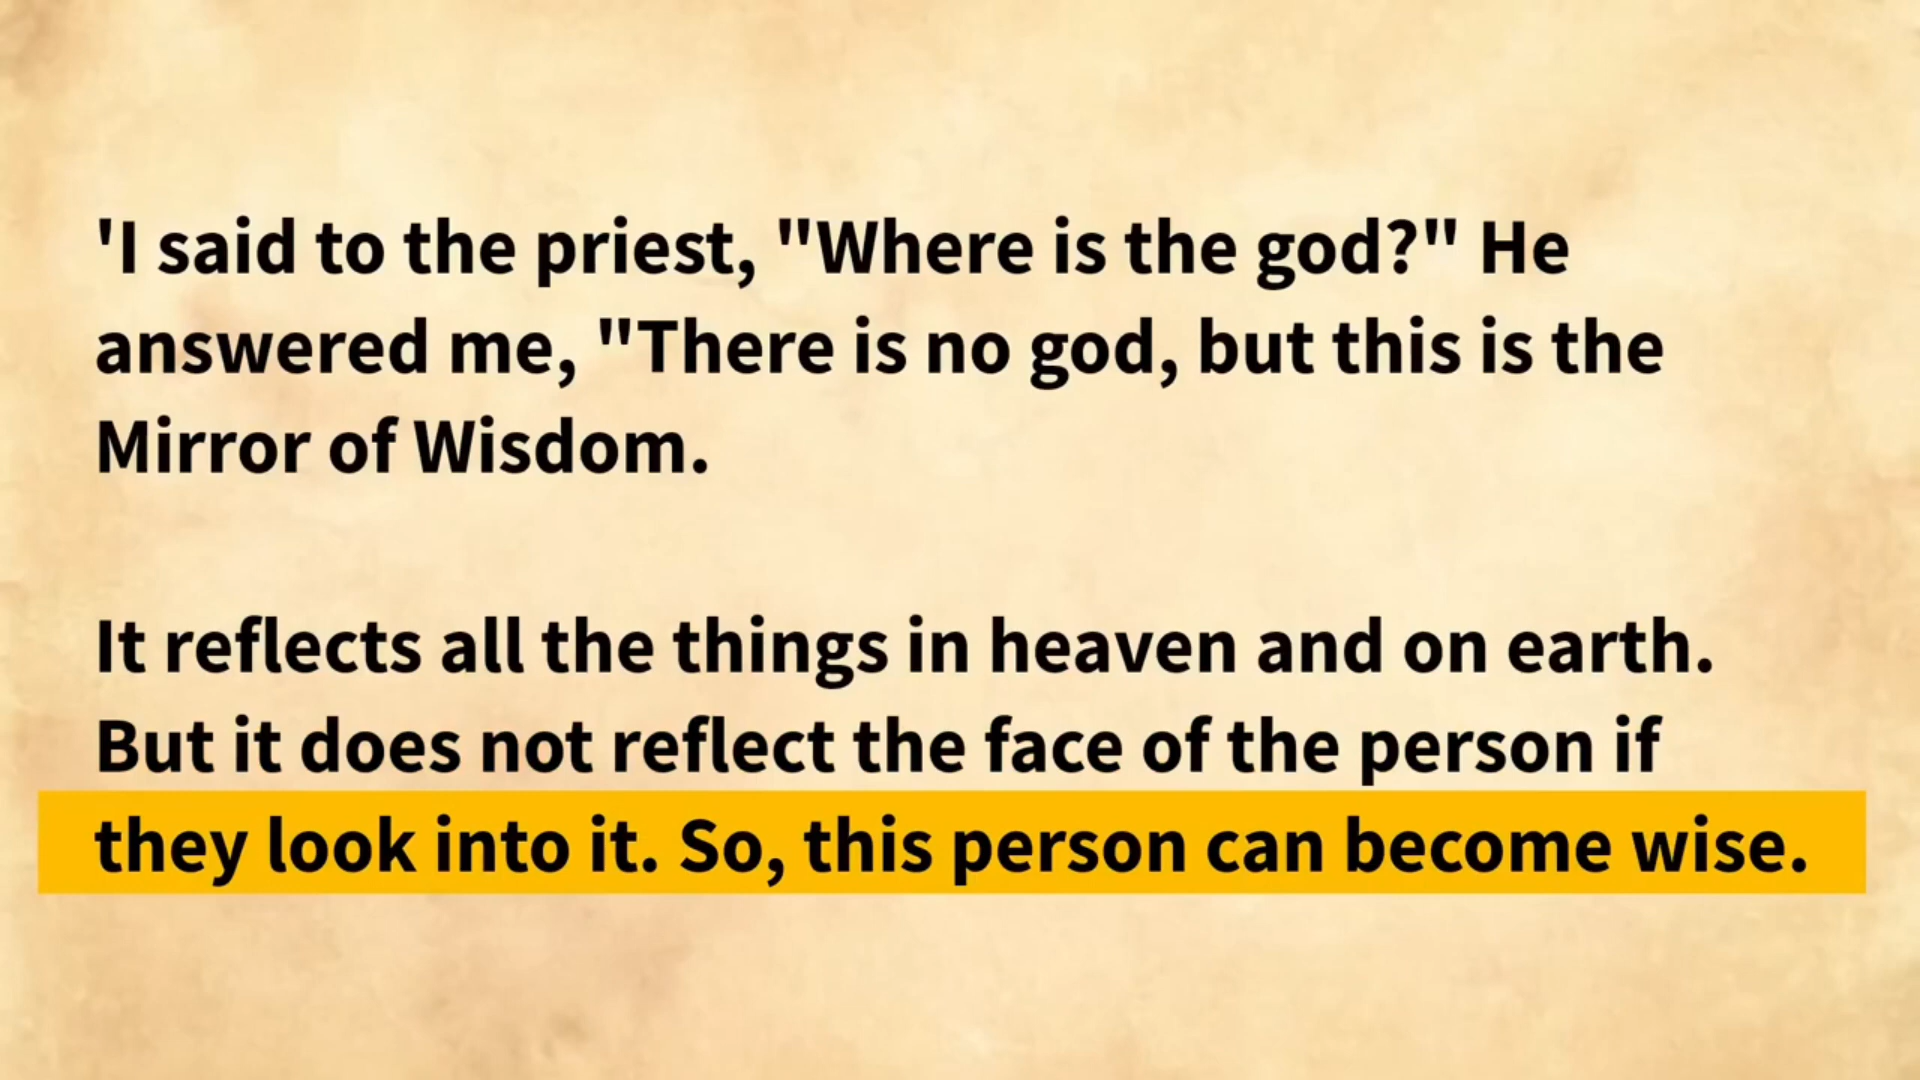 'I said to the priest, "Where is the god?" He
answered me, "There is no god, but this is the
Mirror of Wisdom.
It reflects all the things in heaven and on earth.
But it does not reflect the face of the person if
they look into it. So, this person can become wise.